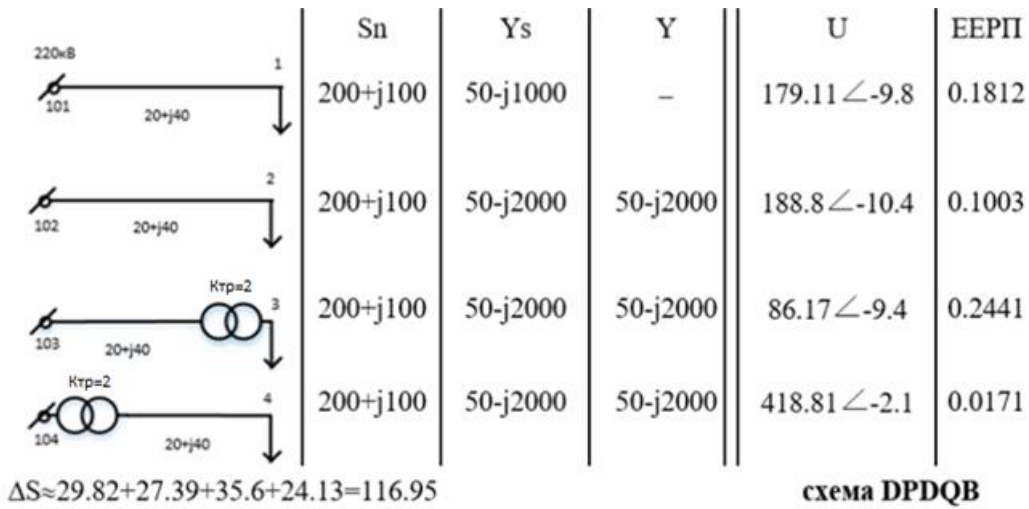 Sn Ys Y U ЕЕРП
220кВ
101 20+j40 1 200+j100 50-j1000 – 179.11∠-9.8 0.1812
102 20+j40 2 200+j100 50-j2000 50-j2000 188.8∠-10.4 0.1003
Ктр=2
103 20+j40 3 200+j100 50-j2000 50-j2000 86.17∠-9.4 0.2441
Ктр=2
104 20+j40 4 200+j100 50-j2000 50-j2000 418.81∠-2.1 0.0171
ΔS≈29.82+27.39+35.6+24.13=116.95 схема DPDQB